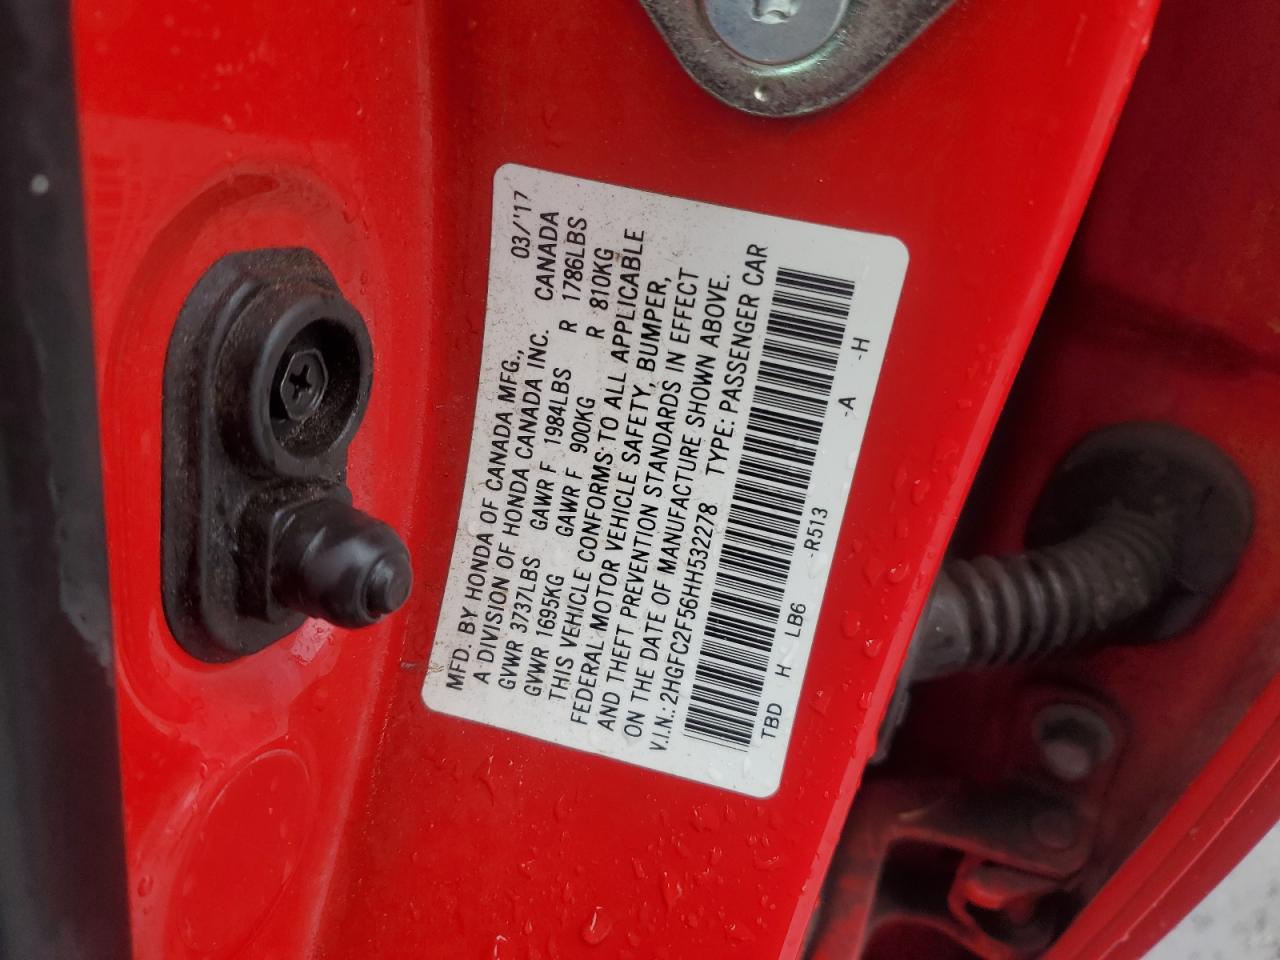 MFD. BY HONDA OF CANADA MFG., 03/'17
A DIVISION OF HONDA CANADA INC. CANADA
GVWR 3737LBS GAWR F 1984LBS R 1786LBS
GVWR 1695KG GAWR F 900KG R 810KG
THIS VEHICLE CONFORMS TO ALL APPLICABLE
FEDERAL MOTOR VEHICLE SAFETY, BUMPER,
AND THEFT PREVENTION STANDARDS IN EFFECT
ON THE DATE OF MANUFACTURE SHOWN ABOVE.
V.I.N.: 2HGFC2F56HH532278 TYPE: PASSENGER CAR
TBD H LB6 -R513 -A -H